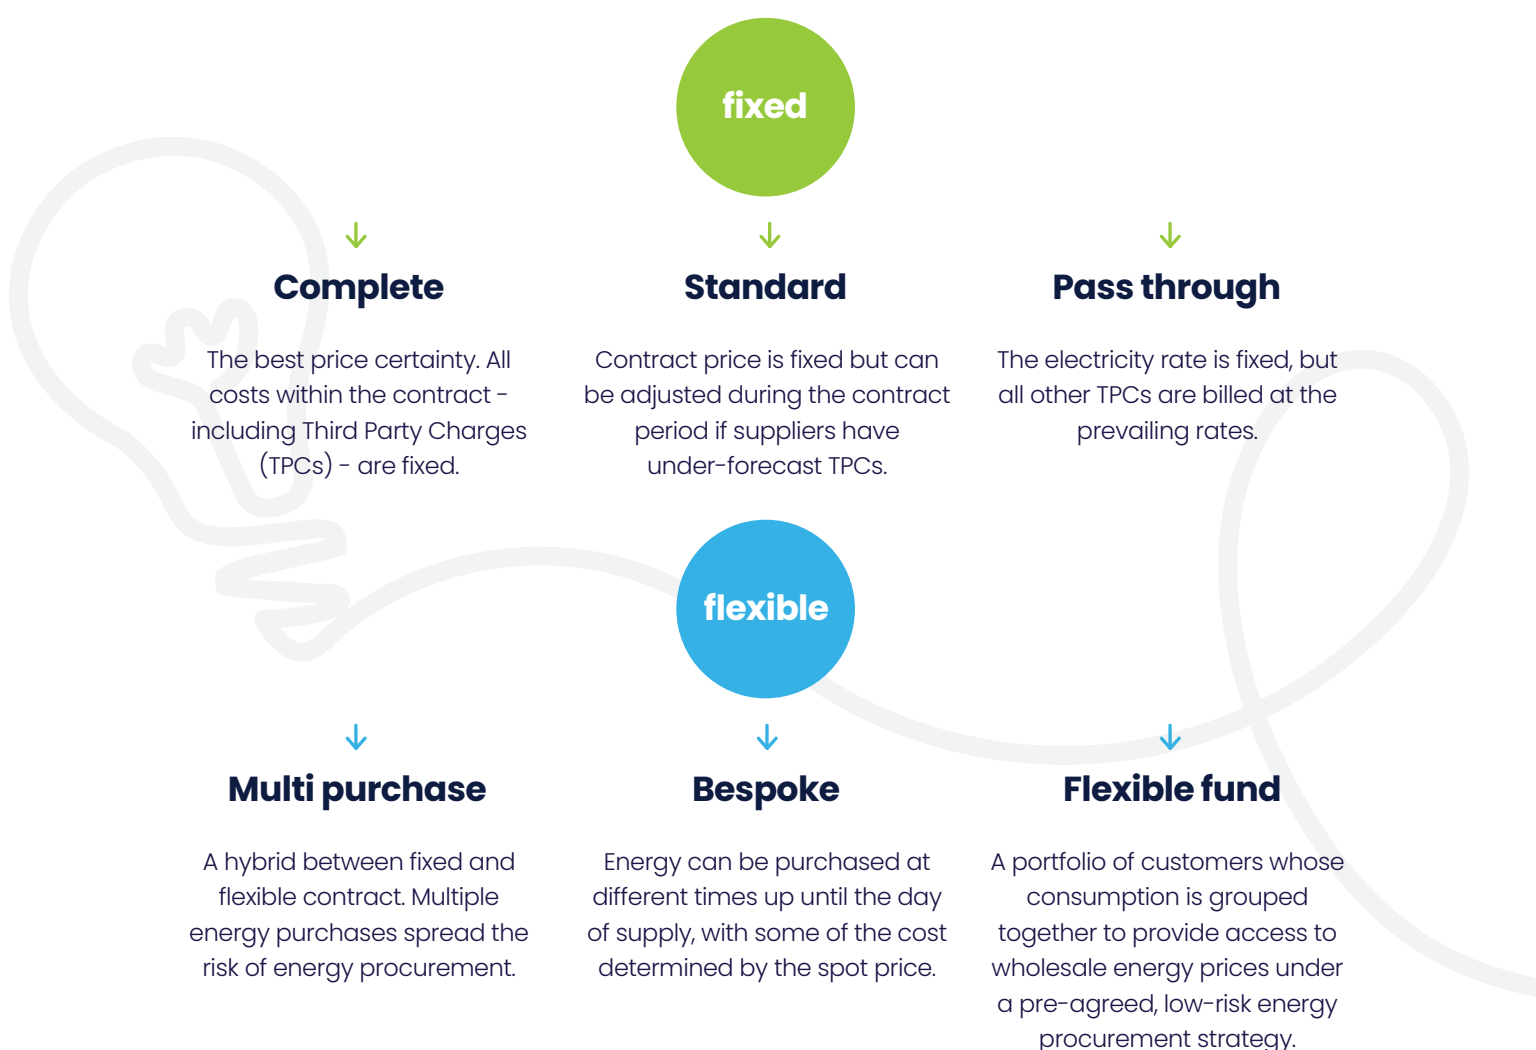 fixed
Complete
The best price certainty. All
costs within the contract -
including Third Party Charges
(TPCs) - are fixed.
Standard
Contract price is fixed but can
be adjusted during the contract
period if suppliers have
under-forecast TPCs.
Pass through
The electricity rate is fixed, but
all other TPCs are billed at the
prevailing rates.
flexible
Multi purchase
A hybrid between fixed and
flexible contract. Multiple
energy purchases spread the
risk of energy procurement.
Bespoke
Energy can be purchased at
different times up until the day
of supply, with some of the cost
determined by the spot price.
Flexible fund
A portfolio of customers whose
consumption is grouped
together to provide access to
wholesale energy prices under
a pre-agreed, low-risk energy
procurement strategy.